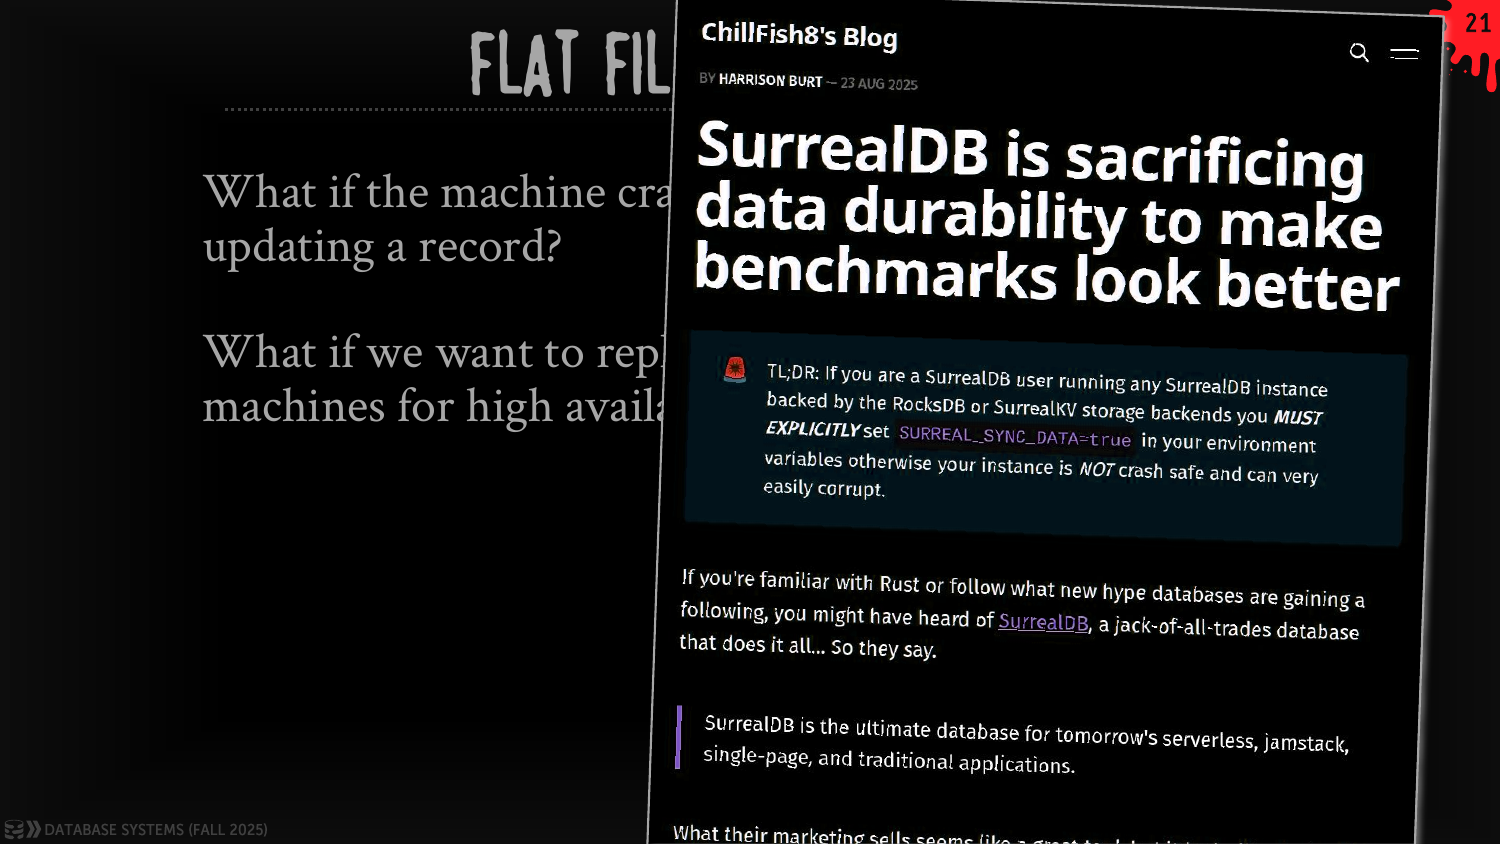 FLAT FIL
What if the machine cra
updating a record?
What if we want to repl
machines for high availa
DATABASE SYSTEMS (FALL 2025)
21
ChillFish8's Blog
BY HARRISON BURT — 23 AUG 2025
SurrealDB is sacrificing
data durability to make
benchmarks look better
TL;DR: If you are a SurrealDB user running any SurrealDB instance
backed by the RocksDB or SurrealKV storage backends you MUST
EXPLICITLY set SURREAL_SYNC_DATA=true in your environment
variables otherwise your instance is NOT crash safe and can very
easily corrupt.
If you're familiar with Rust or follow what new hype databases are gaining a
following, you might have heard of SurrealDB, a jack-of-all-trades database
that does it all... So they say.
SurrealDB is the ultimate database for tomorrow's serverless, jamstack,
single-page, and traditional applications.
What their marketing sells seems like a great